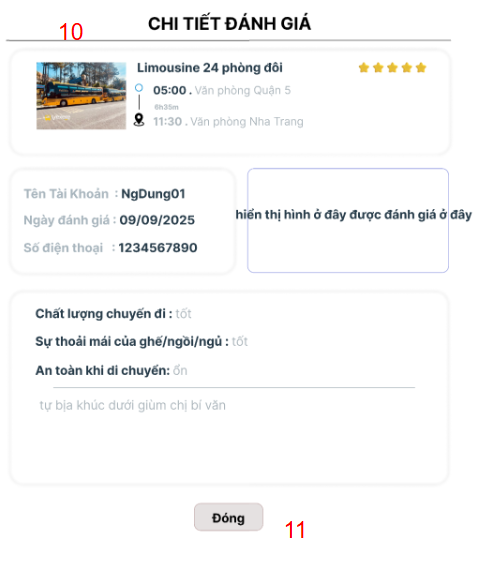 CHI TIẾT ĐÁNH GIÁ
10
Limousine 24 phòng đôi
05:00 . Văn phòng Quận 5
6h35m
11:30 . Văn phòng Nha Trang
Tên Tài Khoản : NgDung01
Ngày đánh giá : 09/09/2025
Số điện thoại : 1234567890
hiển thị hình ở đây được đánh giá ở đây
Chất lượng chuyến đi : tốt
Sự thoải mái của ghế/ngồi/ngủ : tốt
An toàn khi di chuyển: ổn
tự bịa khúc dưới giùm chị bí văn
Đóng
11